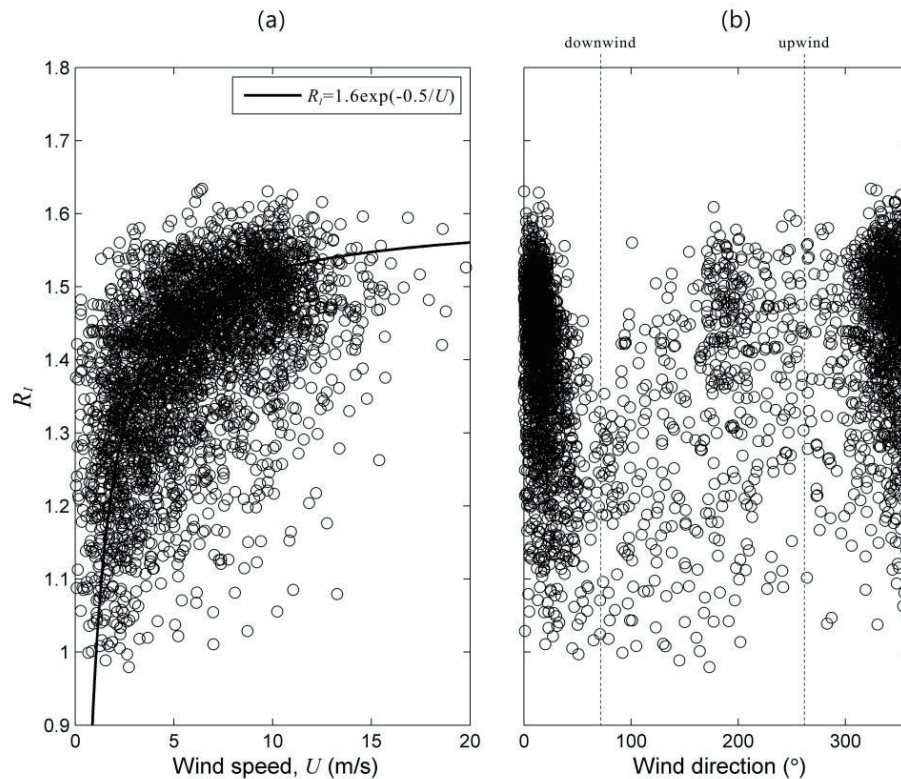 (a)
(b)
downwind
upwind
R_l=1.6exp(-0.5/U)
1.8
1.7
1.6
1.5
1.4
1.3
1.2
1.1
1
0.9
R_l
0
5
10
15
20
Wind speed, U (m/s)
0
100
200
300
Wind direction (°)